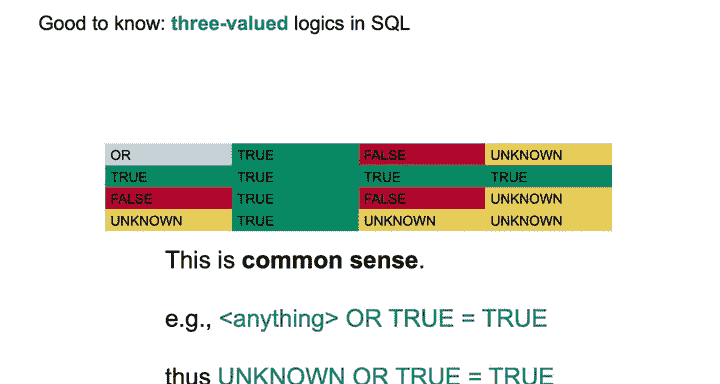 Good to know: three-valued logics in SQL
OR TRUE FALSE UNKNOWN
TRUE TRUE TRUE TRUE
FALSE TRUE FALSE UNKNOWN
UNKNOWN TRUE UNKNOWN UNKNOWN
This is common sense.
e.g., <anything> OR TRUE = TRUE
thus UNKNOWN OR TRUE = TRUE